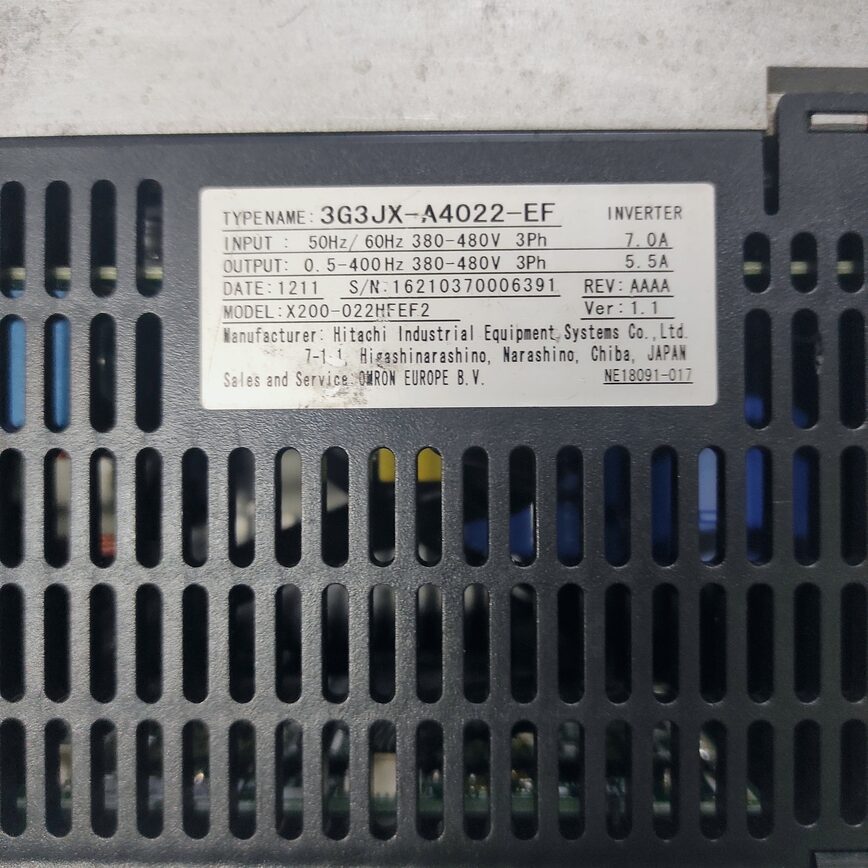 TYPENAME: 3G3JX-A4022-EF INVERTER
INPUT : 50Hz/60Hz 380-480V 3Ph 7.0A
OUTPUT: 0.5-400Hz 380-480V 3Ph 5.5A
DATE:1211 S/N:16210370006391 REV: AAAA
MODEL:X200-022HFEF2 Ver:1.1
Manufacturer: Hitachi Industrial Equipment Systems Co.,Ltd.
7-1-1, Higashinarashino, Narashino, Chiba, JAPAN
Sales and Service: OMRON EUROPE B.V. NE18091-017